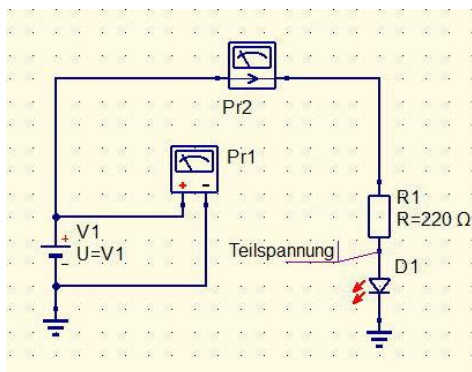 Pr2
Pr1
+ −
R1
R=220 Ω
+
V1
U=V1
−
Teilspannung
D1